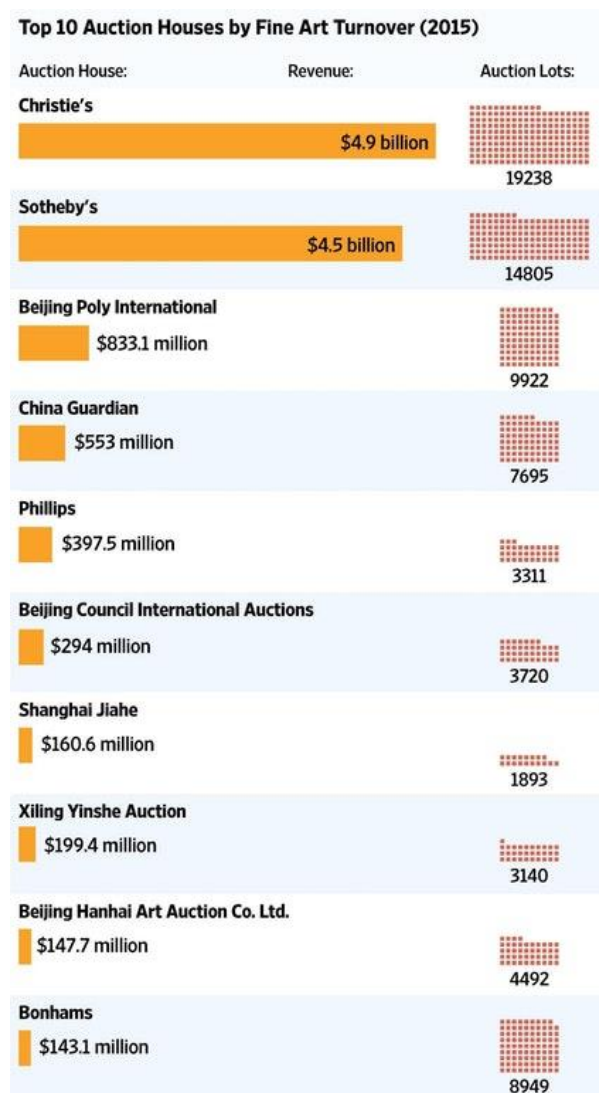 Top 10 Auction Houses by Fine Art Turnover (2015)
Auction House: Revenue: Auction Lots:
Christie's
$4.9 billion
19238
Sotheby's
$4.5 billion
14805
Beijing Poly International
$833.1 million
9922
China Guardian
$553 million
7695
Phillips
$397.5 million
3311
Beijing Council International Auctions
$294 million
3720
Shanghai Jiahe
$160.6 million
1893
Xiling Yinshe Auction
$199.4 million
3140
Beijing Hanhai Art Auction Co. Ltd.
$147.7 million
4492
Bonhams
$143.1 million
8949